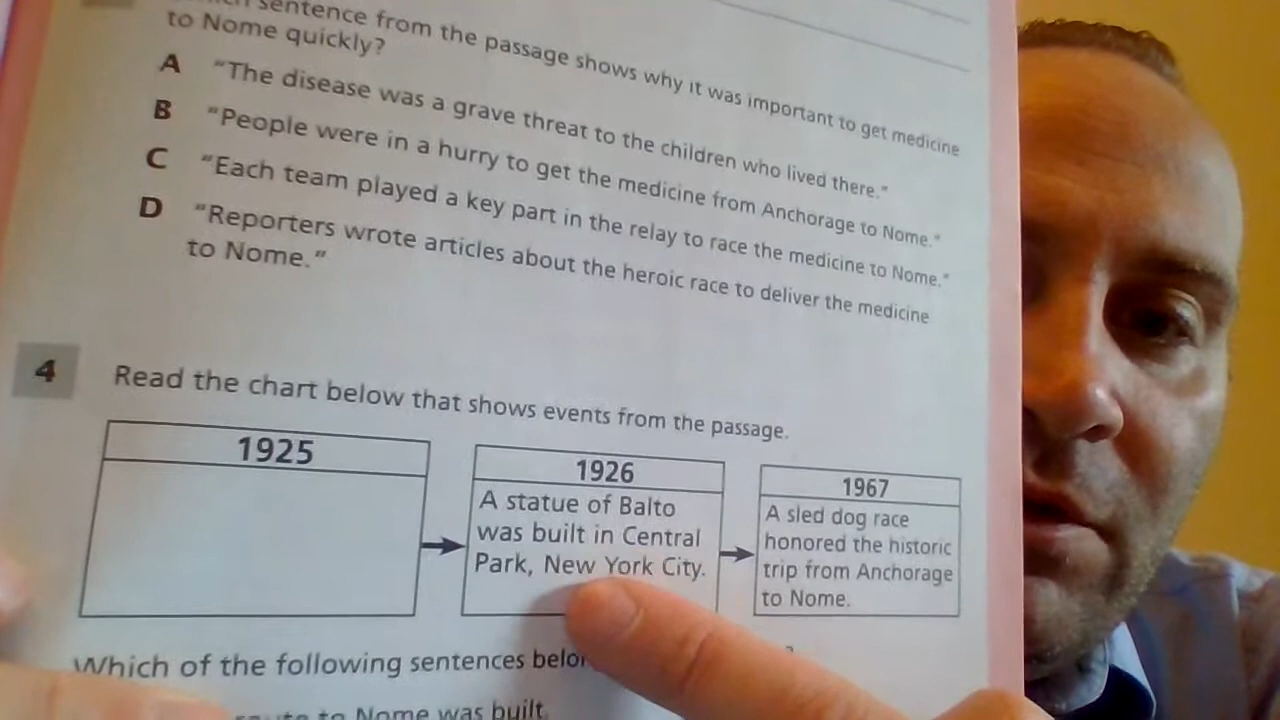 sentence from the passage shows why it was important to get medicine
to Nome quickly?
A "The disease was a grave threat to the children who lived there."
B "People were in a hurry to get the medicine from Anchorage to Nome."
C "Each team played a key part in the relay to race the medicine to Nome."
D "Reporters wrote articles about the heroic race to deliver the medicine
to Nome."
4 Read the chart below that shows events from the passage.
1925
1926
A statue of Balto
was built in Central
Park, New York City.
1967
A sled dog race
honored the historic
trip from Anchorage
to Nome.
Which of the following sentences
to Nome was built.